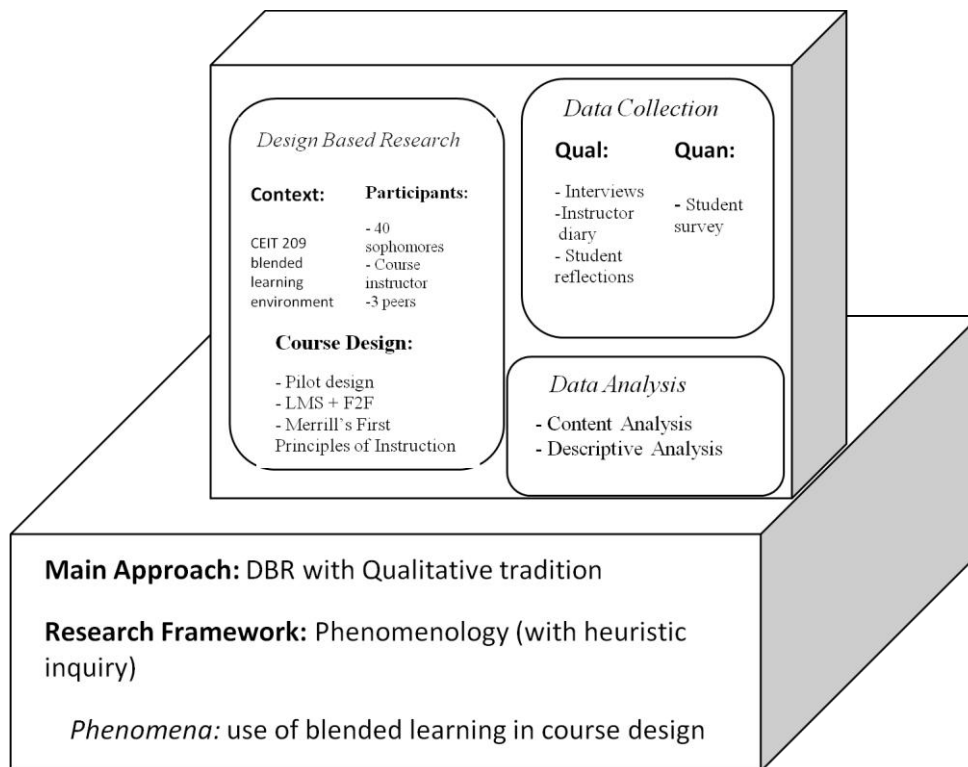 Design Based Research
Context:
CEIT 209
blended
learning
environment
Participants:
- 40
sophomores
- Course
instructor
-3 peers
Course Design:
- Pilot design
- LMS + F2F
- Merrill's First
Principles of Instruction
Data Collection
Qual:
- Interviews
-Instructor
diary
- Student
reflections
Quan:
- Student
survey
Data Analysis
- Content Analysis
- Descriptive Analysis
Main Approach: DBR with Qualitative tradition
Research Framework: Phenomenology (with heuristic
inquiry)
Phenomena: use of blended learning in course design